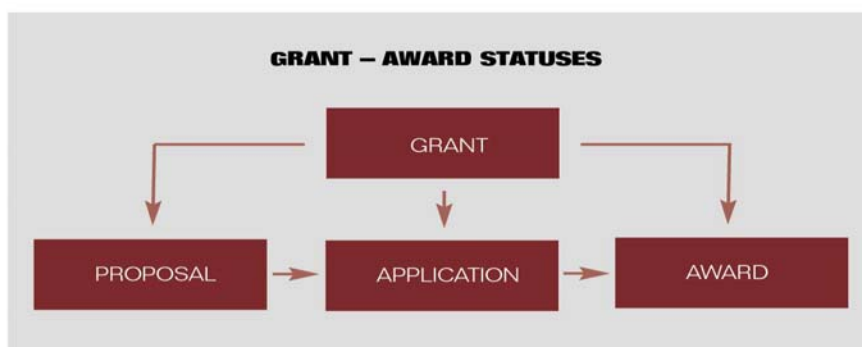 GRANT – AWARD STATUSES
GRANT
PROPOSAL
APPLICATION
AWARD